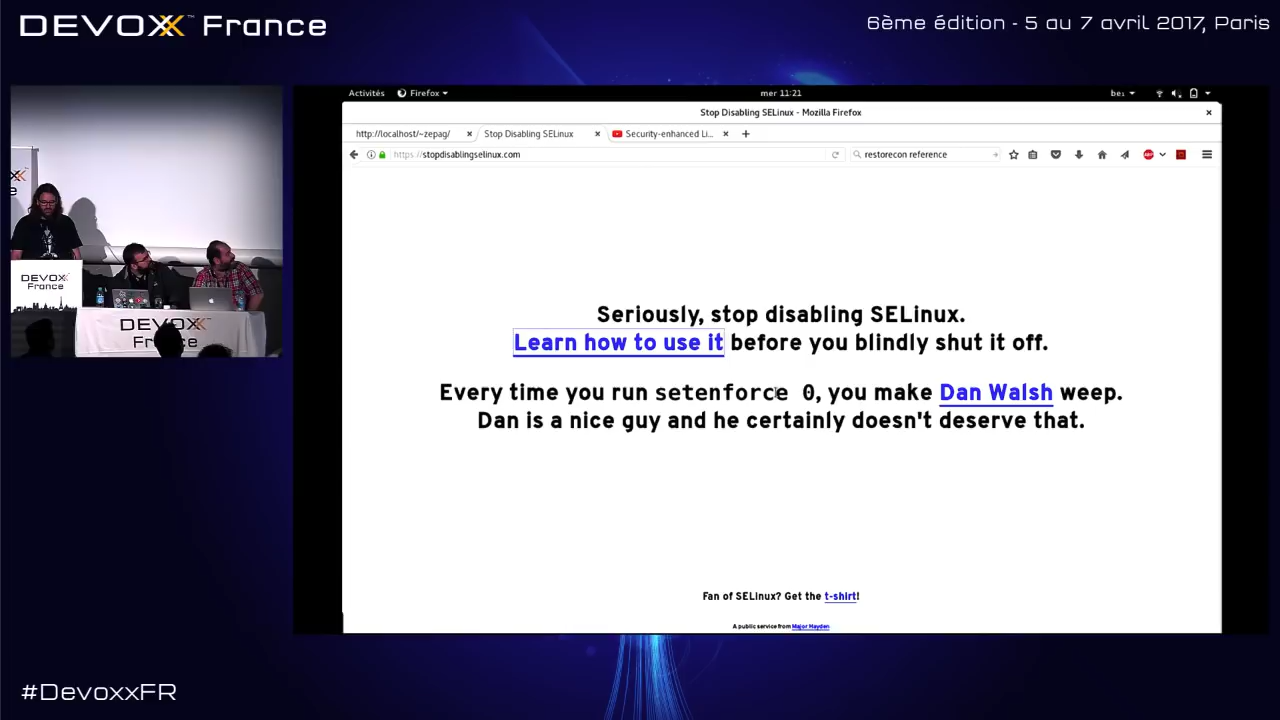 DEVOXX™ France
6ème édition - 5 au 7 avril 2017, Paris
Activités Firefox mer 11:21 be₁
Stop Disabling SELinux - Mozilla Firefox
http://localhost/~zepag/ Stop Disabling SELinux Security-enhanced Li...
https://stopdisablingselinux.com restorecon reference
Seriously, stop disabling SELinux.
Learn how to use it before you blindly shut it off.
Every time you run setenforce 0, you make Dan Walsh weep.
Dan is a nice guy and he certainly doesn't deserve that.
Fan of SELinux? Get the t-shirt!
A public service from Major Hayden.
DEVOXX
France
DEVOXX
France
#DevoxxFR